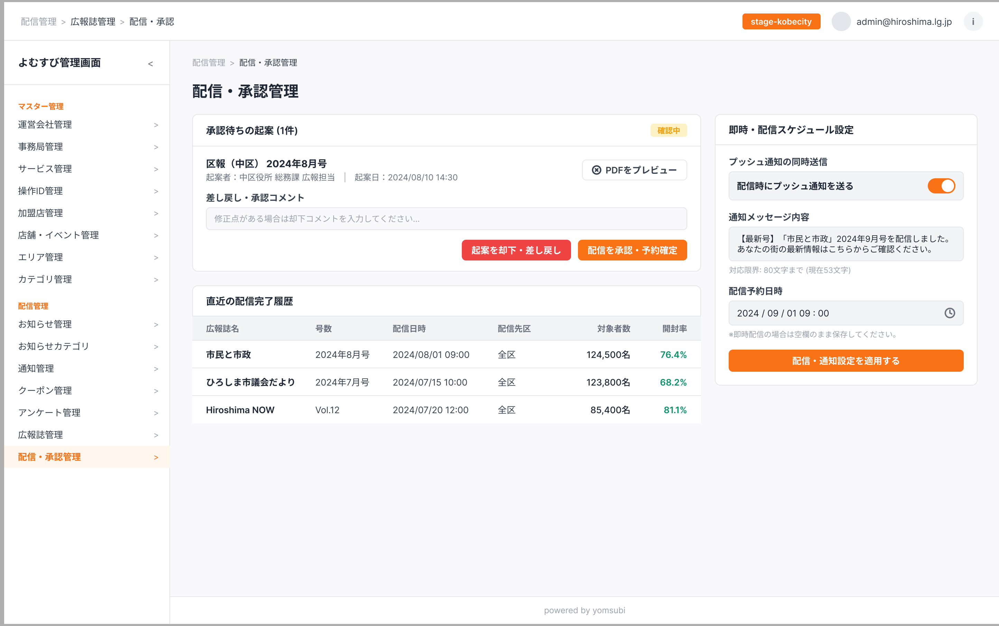 配信管理 > 広報誌管理 > 配信・承認
stage-kobecity
admin@hiroshima.lg.jp
i
よむすび管理画面 <
マスター管理
運営会社管理 >
事務局管理 >
サービス管理 >
操作ID管理 >
加盟店管理 >
店舗・イベント管理 >
エリア管理 >
カテゴリ管理 >
配信管理
お知らせ管理 >
お知らせカテゴリ >
通知管理 >
クーポン管理 >
アンケート管理 >
広報誌管理 >
配信・承認管理 >
配信管理 > 配信・承認管理
配信・承認管理
承認待ちの起案 (1件)
確認中
区報（中区） 2024年8月号
起案者：中区役所 総務課 広報担当 │ 起案日：2024/08/10 14:30
PDFをプレビュー
差し戻し・承認コメント
修正点がある場合は却下コメントを入力してください...
起案を却下・差し戻し
配信を承認・予約確定
直近の配信完了履歴
広報誌名 号数 配信日時 配信先区 対象者数 開封率
市民と市政 2024年8月号 2024/08/01 09:00 全区 124,500名 76.4%
ひろしま市議会だより 2024年7月号 2024/07/15 10:00 全区 123,800名 68.2%
Hiroshima NOW Vol.12 2024/07/20 12:00 全区 85,400名 81.1%
即時・配信スケジュール設定
プッシュ通知の同時送信
配信時にプッシュ通知を送る
通知メッセージ内容
【最新号】「市民と市政」2024年9月号を配信しました。
あなたの街の最新情報はこちらからご確認ください。
対応限界: 80文字まで (現在53文字)
配信予約日時
2024 / 09 / 01 09 : 00
※即時配信の場合は空欄のまま保存してください。
配信・通知設定を適用する
powered by yomsubi